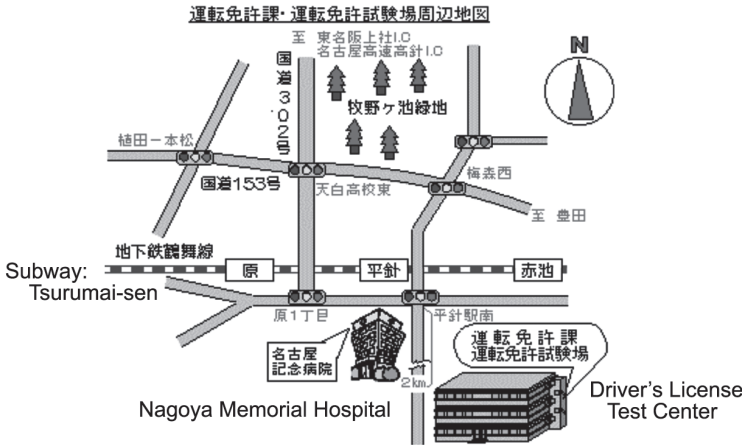 運転免許課・運転免許試験場周辺地図
至 東名阪上社I.C
名古屋高速高針I.C
N
国道302号
牧野ヶ池緑地
植田一本松
梅森西
国道153号
天白高校東
至 豊田
地下鉄鶴舞線
Subway:
Tsurumai-sen
原
平針
赤池
原1丁目
平針駅南
名古屋
記念病院
運転免許課
運転免許試験場
2km
Nagoya Memorial Hospital
Driver's License
Test Center